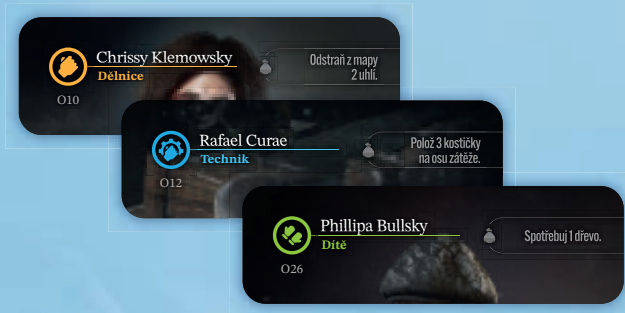 Chrissy Klemowsky
Dělnice
O10
Odstraň z mapy
2 uhlí.
Rafael Curae
Technik
O12
Polož 3 kostičky
na osu zátěže.
Phillipa Bullsky
Dítě
O26
Spotřebuj 1 dřevo.